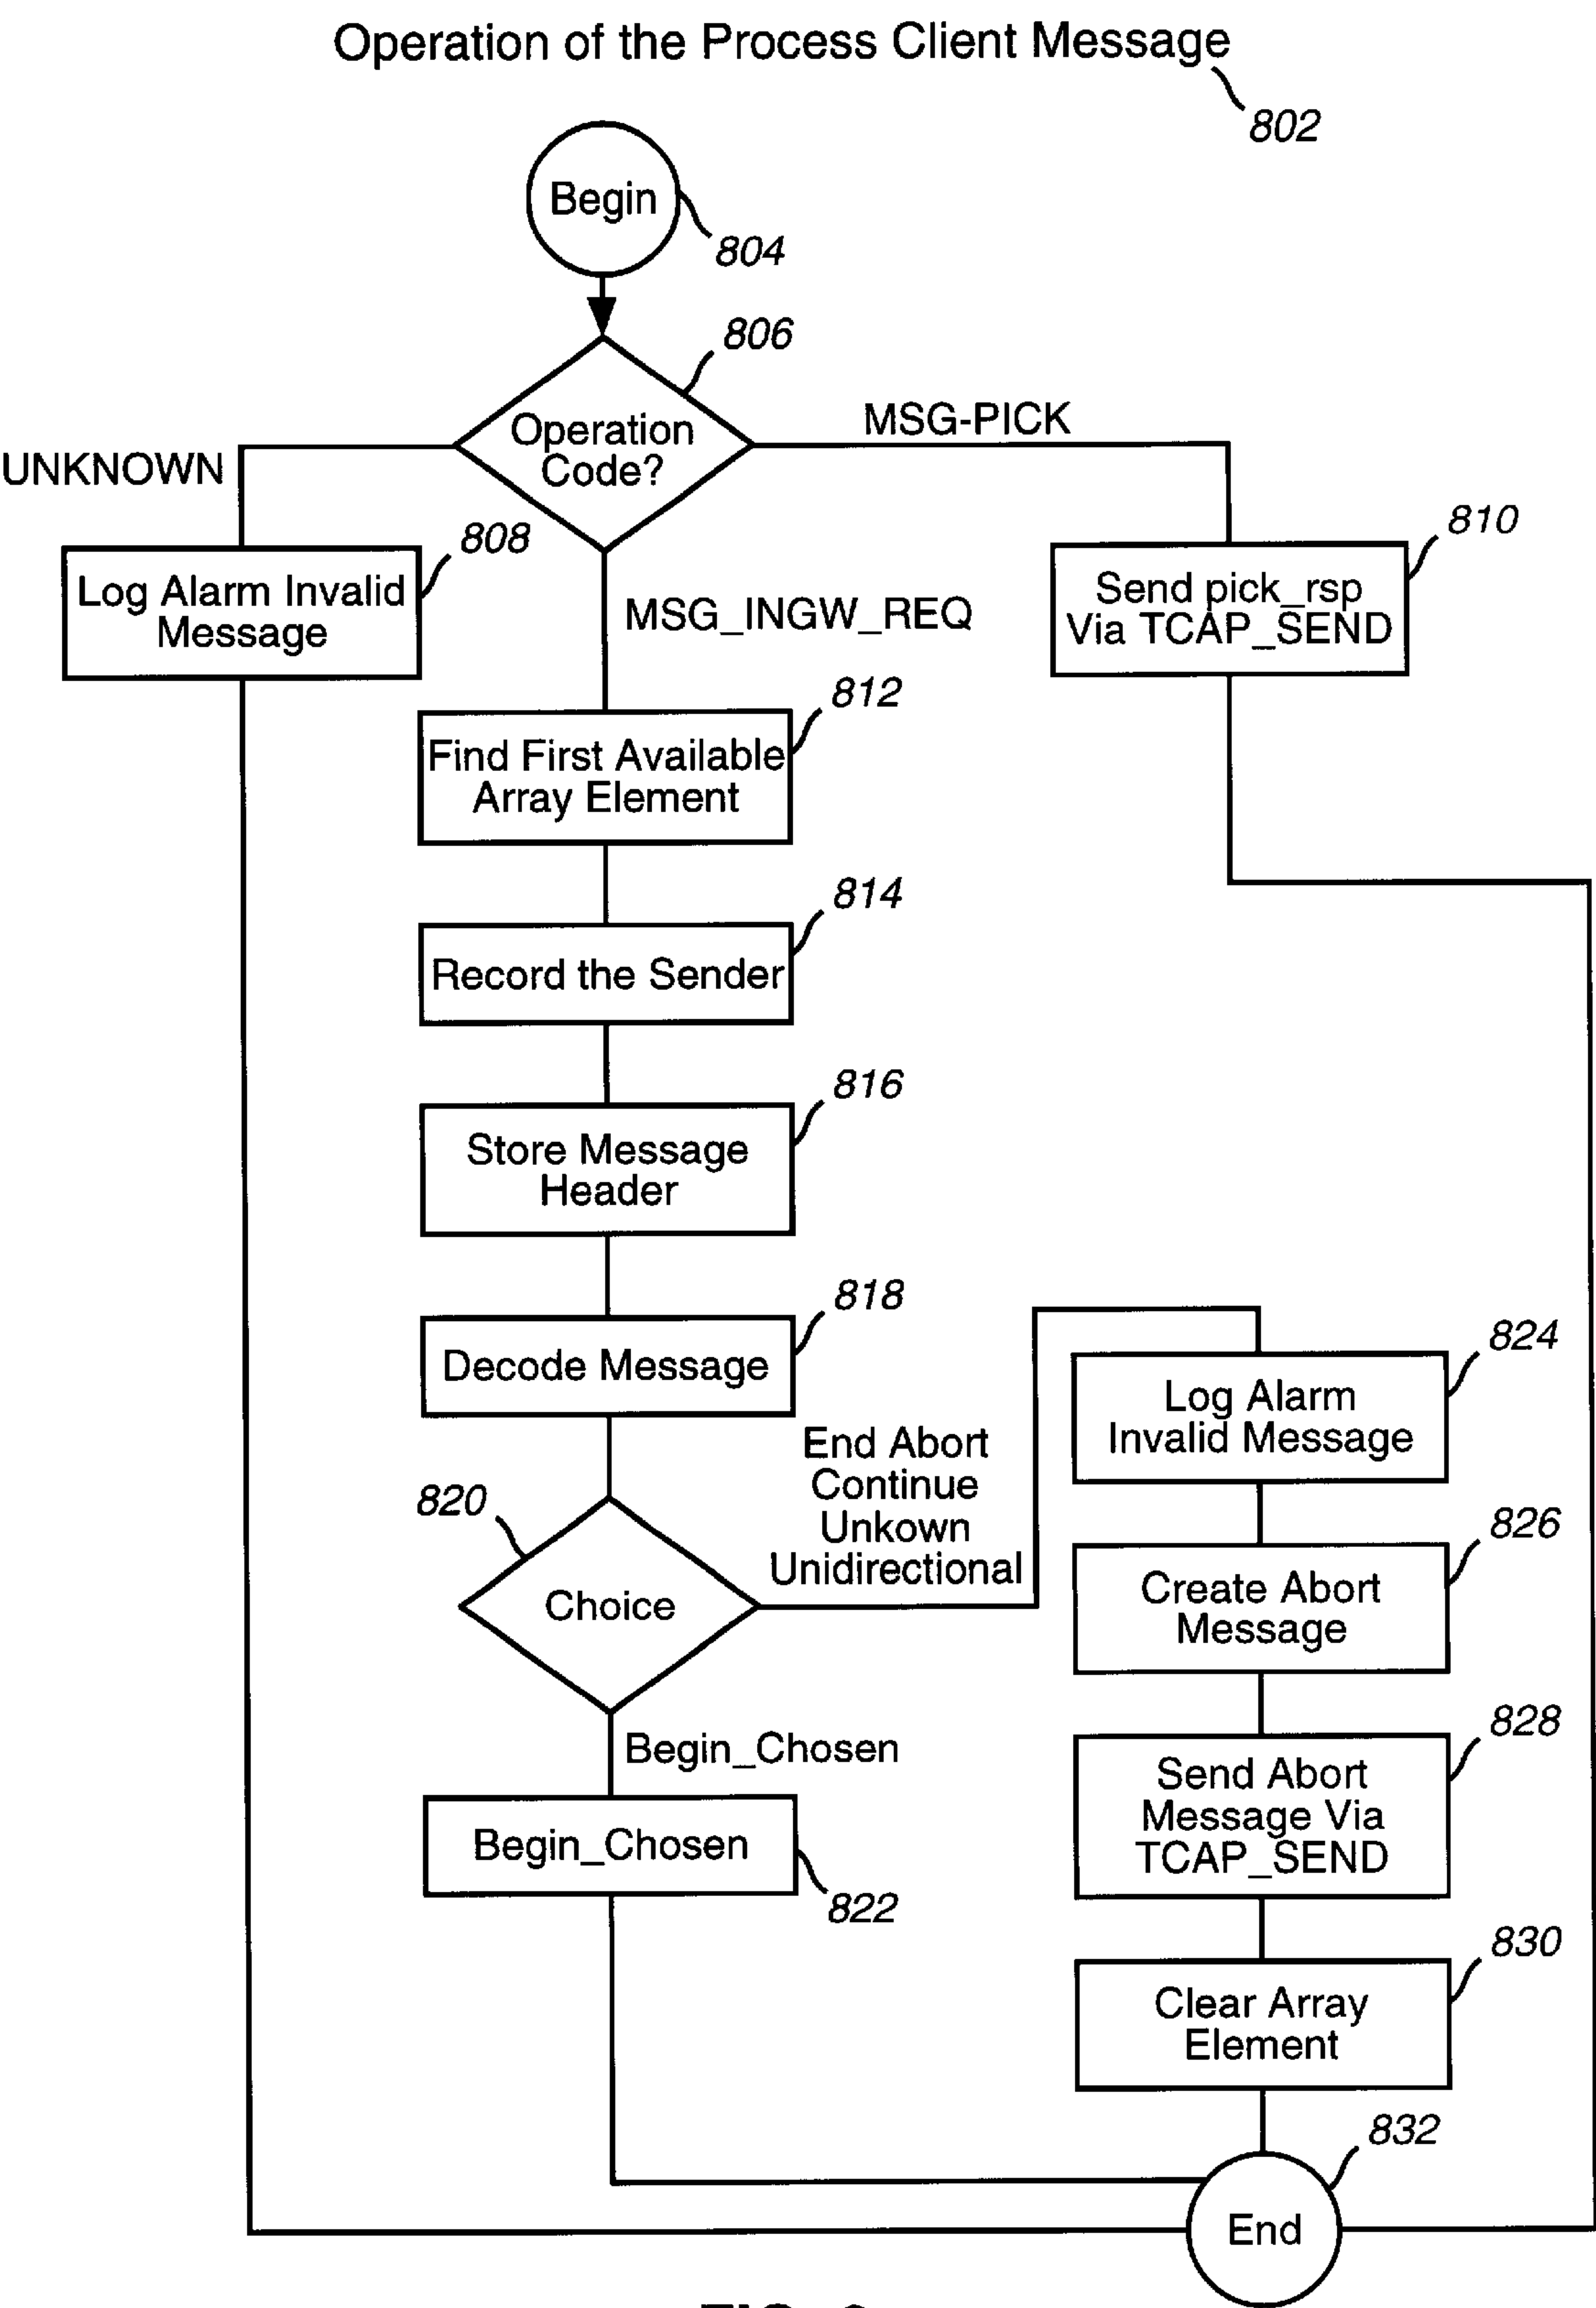 Operation of the Process Client Message
802
Begin
804
806
Operation
Code?
MSG-PICK
UNKNOWN
808
Log Alarm Invalid
Message
810
Send pick_rsp
Via TCAP_SEND
MSG_INGW_REQ
812
Find First Available
Array Element
814
Record the Sender
816
Store Message
Header
818
Decode Message
820
Choice
End Abort
Continue
Unkown
Unidirectional
824
Log Alarm
Invalid Message
826
Create Abort
Message
828
Send Abort
Message Via
TCAP_SEND
Begin_Chosen
Begin_Chosen
822
830
Clear Array
Element
832
End